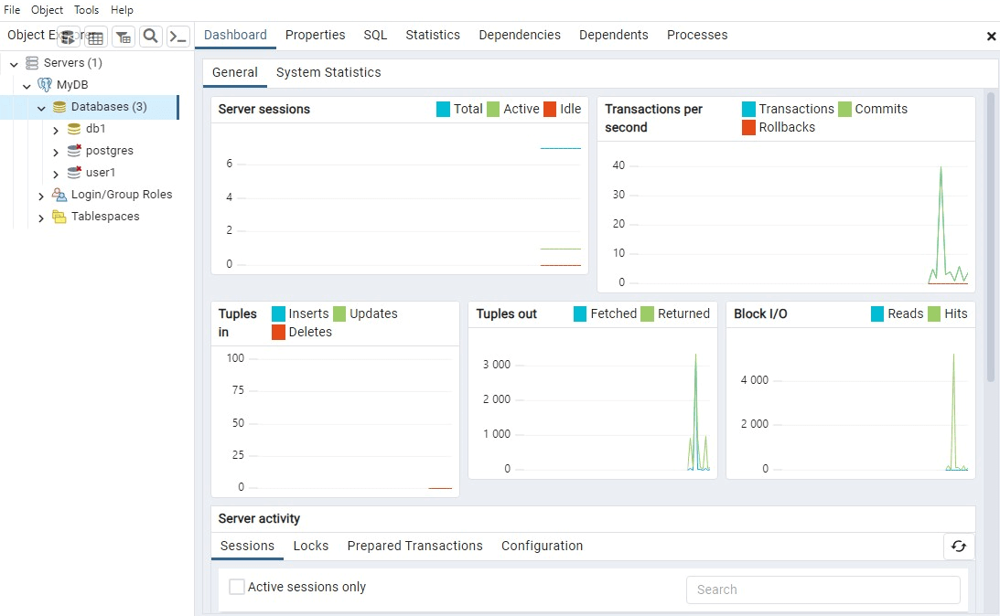 File Object Tools Help
Object Explorer
Dashboard Properties SQL Statistics Dependencies Dependents Processes
Servers (1)
MyDB
Databases (3)
db1
postgres
user1
Login/Group Roles
Tablespaces
General System Statistics
Server sessions
Total Active Idle
6
4
2
0
Transactions per second
Transactions Commits
Rollbacks
40
30
20
10
0
Tuples in
Inserts Updates
Deletes
100
75
50
25
0
Tuples out
Fetched Returned
3 000
2 000
1 000
0
Block I/O
Reads Hits
4 000
2 000
0
Server activity
Sessions Locks Prepared Transactions Configuration
Active sessions only
Search